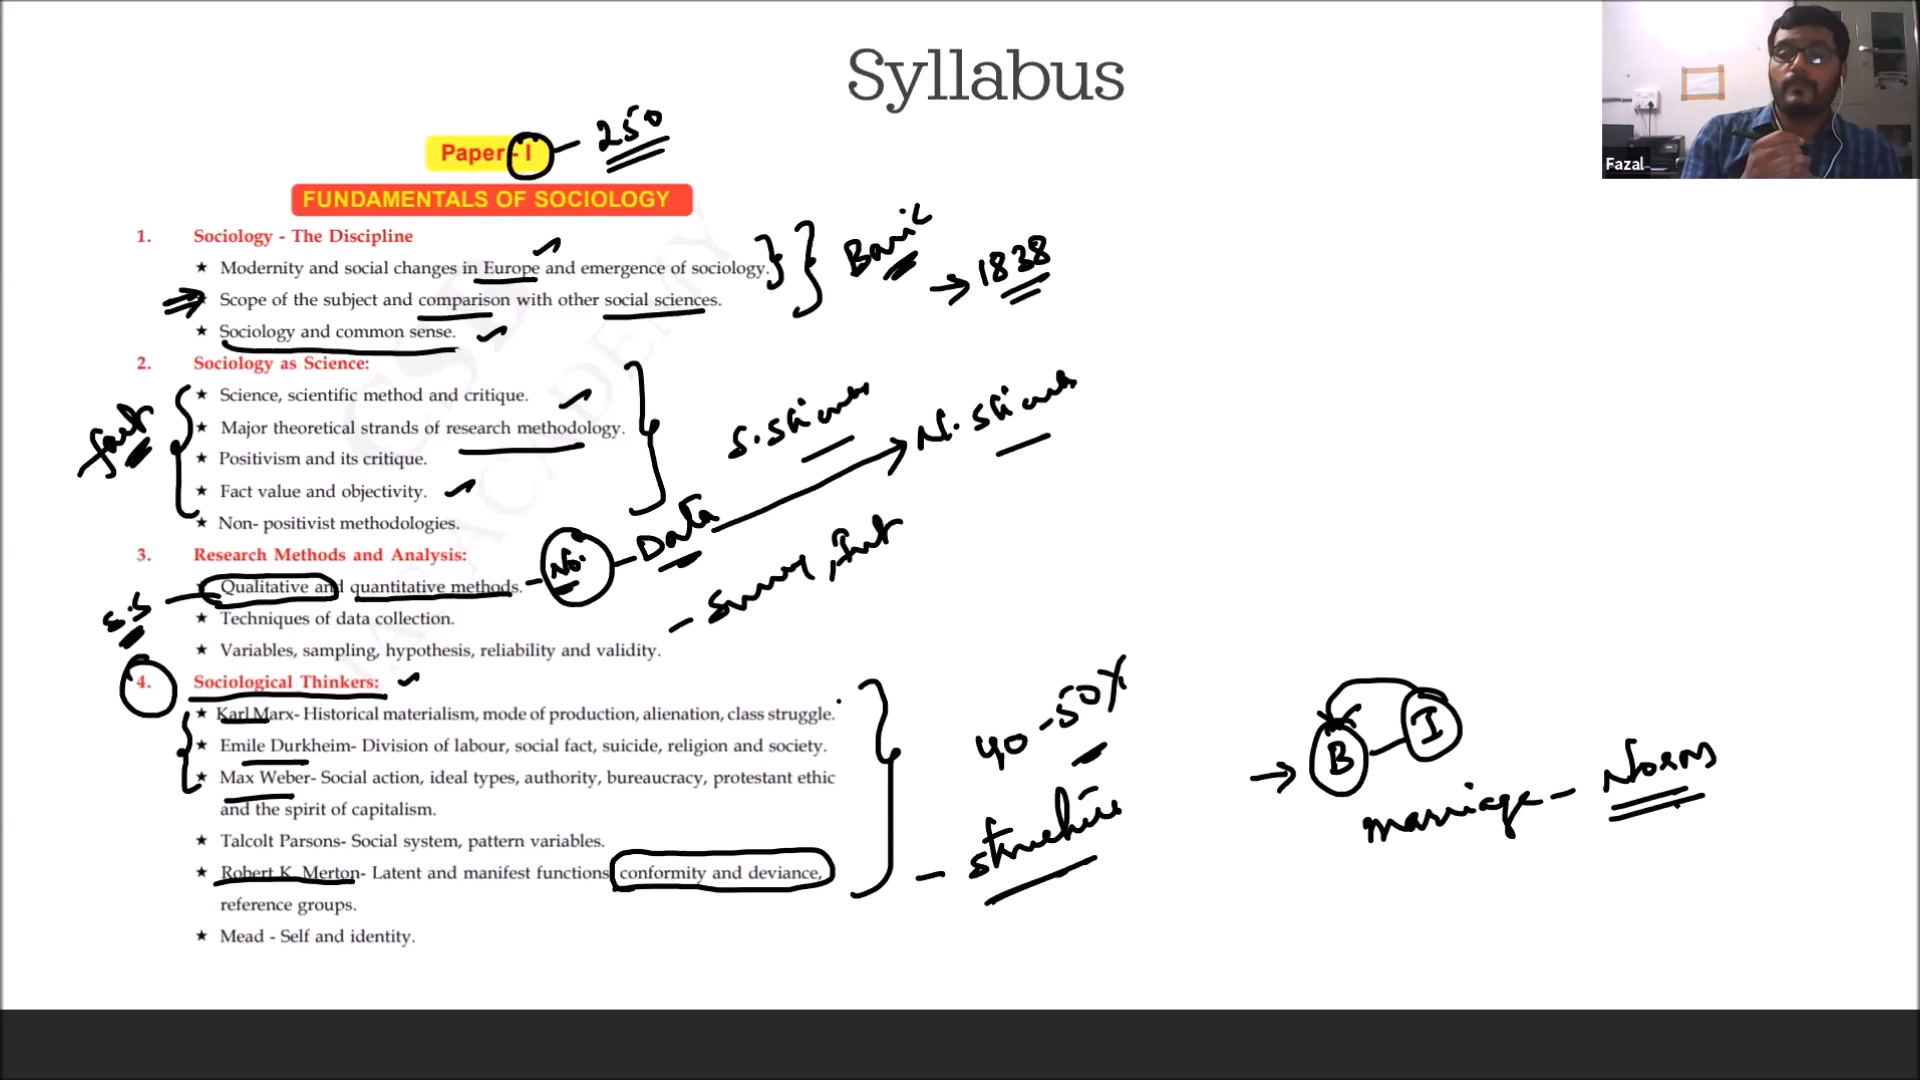 Syllabus
Fazal
Paper - I
250
FUNDAMENTALS OF SOCIOLOGY
1. Sociology - The Discipline
★ Modernity and social changes in Europe and emergence of sociology.
Basic
→ 1838
Scope of the subject and comparison with other social sciences.
★ Sociology and common sense.
2. Sociology as Science:
★ Science, scientific method and critique.
★ Major theoretical strands of research methodology.
★ Positivism and its critique.
★ Fact value and objectivity.
★ Non- positivist methodologies.
fact
Data
3. Research Methods and Analysis:
No.
Qualitative and quantitative methods.
S.S
★ Techniques of data collection.
★ Variables, sampling, hypothesis, reliability and validity.
4. Sociological Thinkers:
★ Karl Marx- Historical materialism, mode of production, alienation, class struggle.
★ Emile Durkheim- Division of labour, social fact, suicide, religion and society.
★ Max Weber- Social action, ideal types, authority, bureaucracy, protestant ethic
and the spirit of capitalism.
★ Talcolt Parsons- Social system, pattern variables.
★ Robert K. Merton- Latent and manifest functions conformity and deviance,
reference groups.
★ Mead - Self and identity.
40-50%
- structure
→ B - I
marriage - Norms